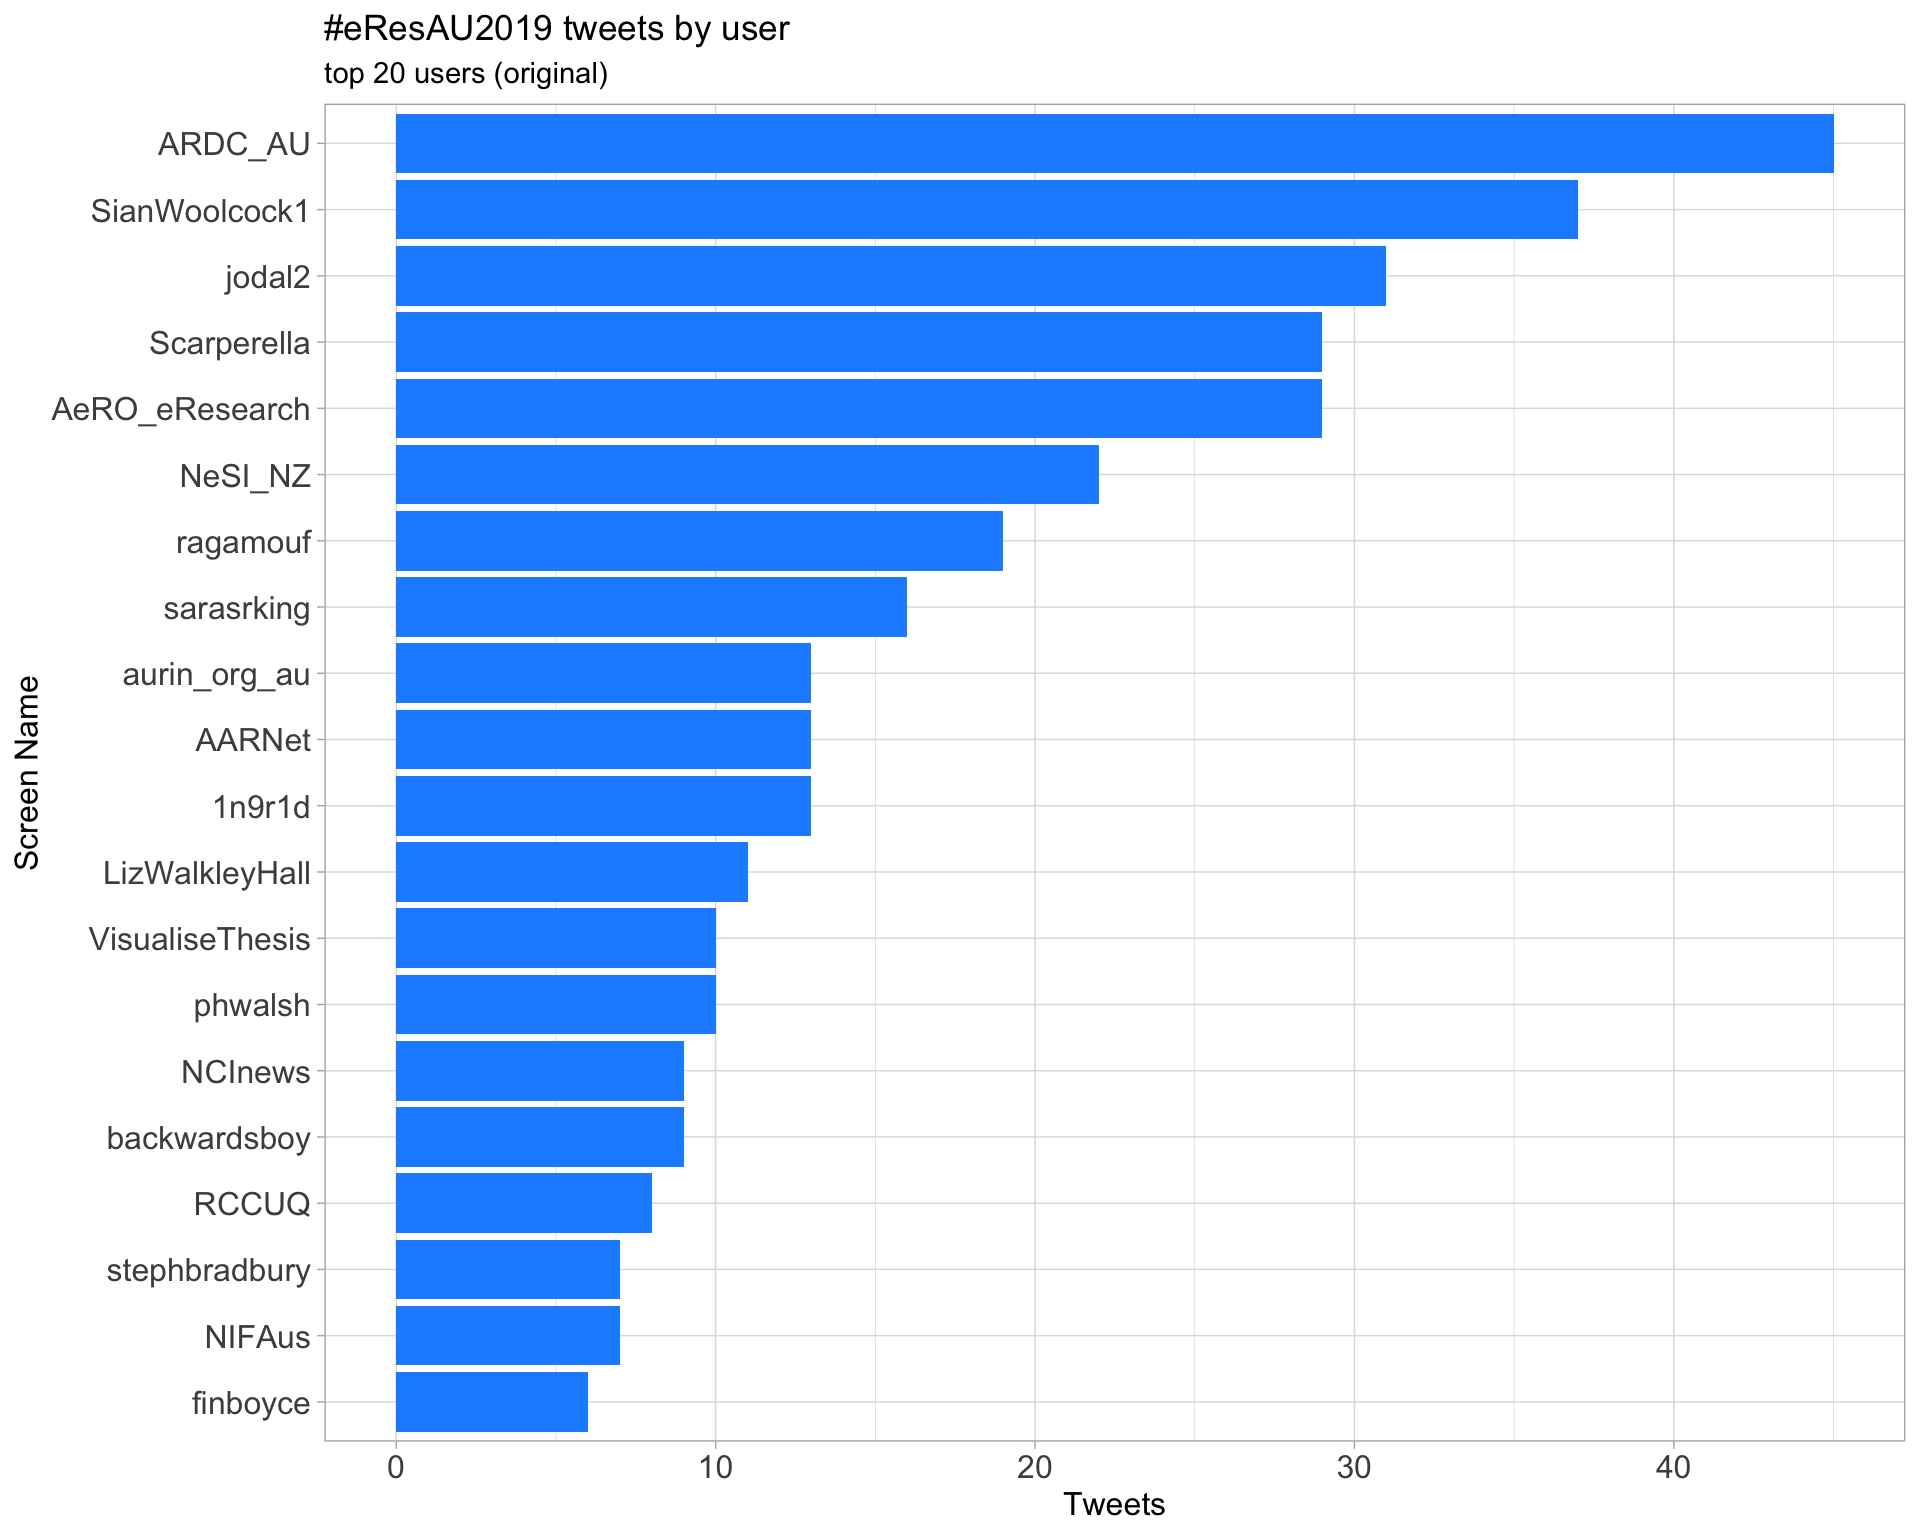 #eResAU2019 tweets by user
top 20 users (original)
ARDC_AU
SianWoolcock1
jodal2
Scarperella
AeRO_eResearch
NeSI_NZ
ragamouf
sarasrking
aurin_org_au
AARNet
1n9r1d
LizWalkleyHall
VisualiseThesis
phwalsh
NCInews
backwardsboy
RCCUQ
stephbradbury
NIFAus
finboyce
Screen Name
0 10 20 30 40
Tweets